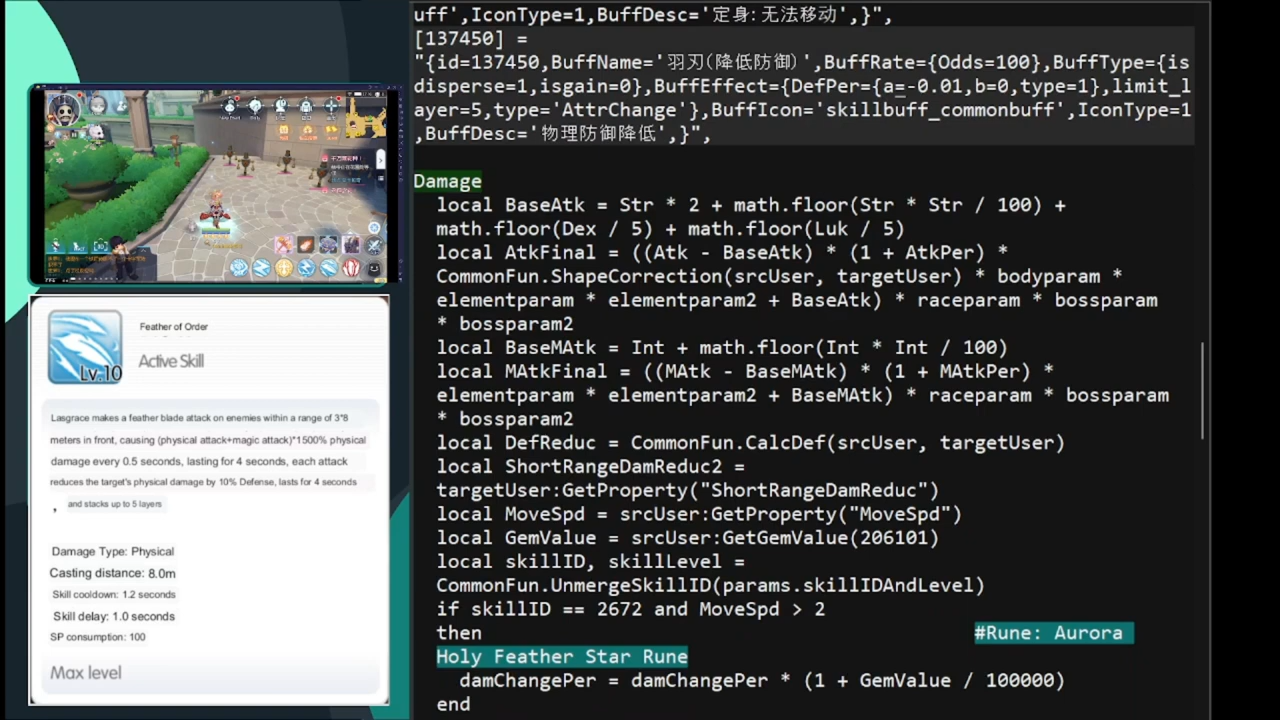 uff',IconType=1,BuffDesc='定身:无法移动',}",
[137450] =
"{id=137450,BuffName='羽刃(降低防御)',BuffRate={Odds=100},BuffType={is
disperse=1,isgain=0},BuffEffect={DefPer={a=-0.01,b=0,type=1},limit_l
ayer=5,type='AttrChange'},BuffIcon='skillbuff_commonbuff',IconType=1
,BuffDesc='物理防御降低',}",
Damage
local BaseAtk = Str * 2 + math.floor(Str * Str / 100) +
math.floor(Dex / 5) + math.floor(Luk / 5)
local AtkFinal = ((Atk - BaseAtk) * (1 + AtkPer) *
CommonFun.ShapeCorrection(srcUser, targetUser) * bodyparam *
elementparam * elementparam2 + BaseAtk) * raceparam * bossparam
* bossparam2
local BaseMAtk = Int + math.floor(Int * Int / 100)
local MAtkFinal = ((MAtk - BaseMAtk) * (1 + MAtkPer) *
elementparam * elementparam2 + BaseMAtk) * raceparam * bossparam
* bossparam2
local DefReduc = CommonFun.CalcDef(srcUser, targetUser)
local ShortRangeDamReduc2 =
targetUser:GetProperty("ShortRangeDamReduc")
local MoveSpd = srcUser:GetProperty("MoveSpd")
local GemValue = srcUser:GetGemValue(206101)
local skillID, skillLevel =
CommonFun.UnmergeSkillID(params.skillIDAndLevel)
if skillID == 2672 and MoveSpd > 2
then #Rune: Aurora
Holy Feather Star Rune
damChangePer = damChangePer * (1 + GemValue / 100000)
end
Feather of Order
Active Skill
Lv.10
Lasgrace makes a feather blade attack on enemies within a range of 3*8
meters in front, causing (physical attack+magic attack)*1500% physical
damage every 0.5 seconds, lasting for 4 seconds, each attack
reduces the target's physical damage by 10% Defense, lasts for 4 seconds
, and stacks up to 5 layers
Damage Type: Physical
Casting distance: 8.0m
Skill cooldown: 1.2 seconds
Skill delay: 1.0 seconds
SP consumption: 100
Max level